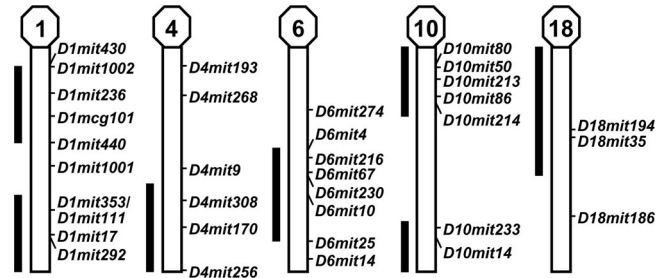 1
D1mit430
D1mit1002
D1mit236
D1mcg101
D1mit440
D1mit1001
D1mit353/
D1mit111
D1mit17
D1mit292
4
D4mit193
D4mit268
D4mit9
D4mit308
D4mit170
D4mit256
6
D6mit274
D6mit4
D6mit216
D6mit67
D6mit230
D6mit10
D6mit25
D6mit14
10
D10mit80
D10mit50
D10mit213
D10mit86
D10mit214
D10mit233
D10mit14
18
D18mit194
D18mit35
D18mit186